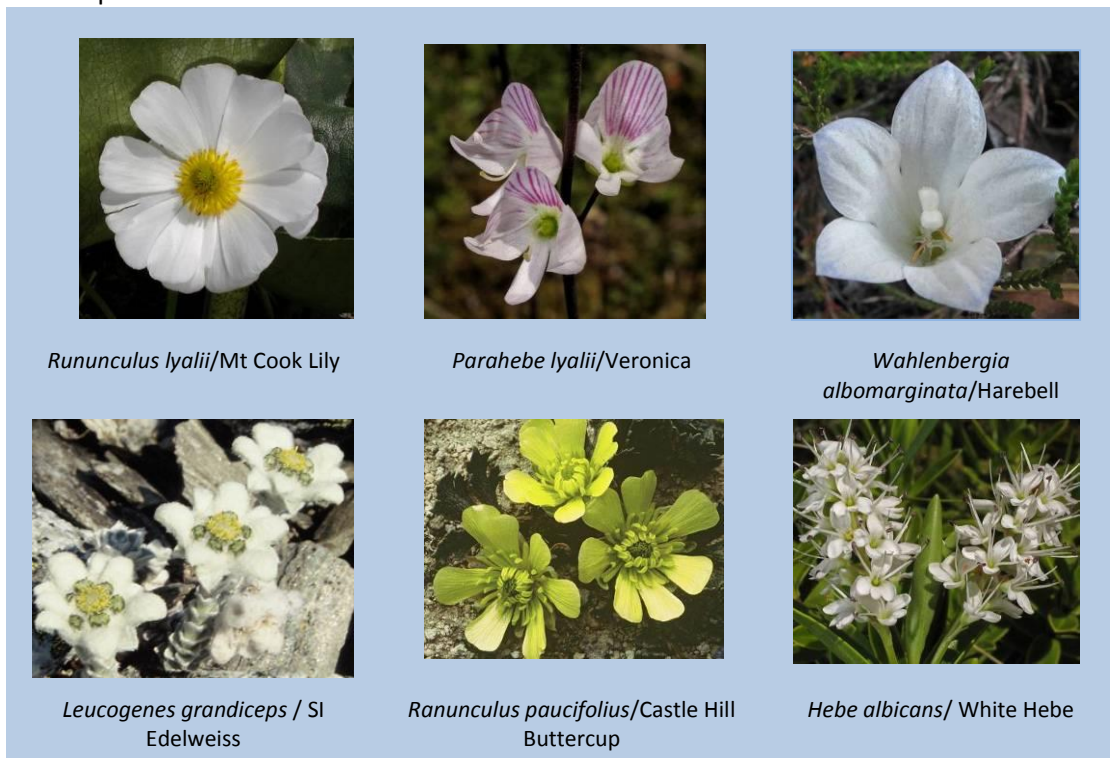 Rununculus lyalii/Mt Cook Lily
Parahebe lyalii/Veronica
Wahlenbergia
albomarginata/Harebell
Leucogenes grandiceps / SI
Edelweiss
Ranunculus paucifolius/Castle Hill
Buttercup
Hebe albicans/ White Hebe